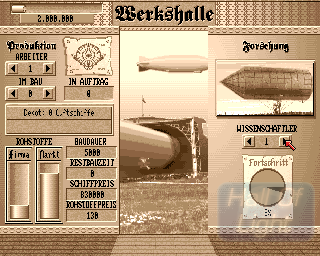 2.000.000
Werkshalle
Produktion
ARBEITER
1
IM BAU
0
IN AUFTRAG
0
Depot: 0 Luftschiffe
ROHSTOFFE
Firma
Markt
BAUDAUER
5000
RESTBAUZEIT
0
SCHIFFPREIS
830000
ROHSTOFFPREIS
130
Forschung
WISSENSCHAFTLER
1
Fortschritt